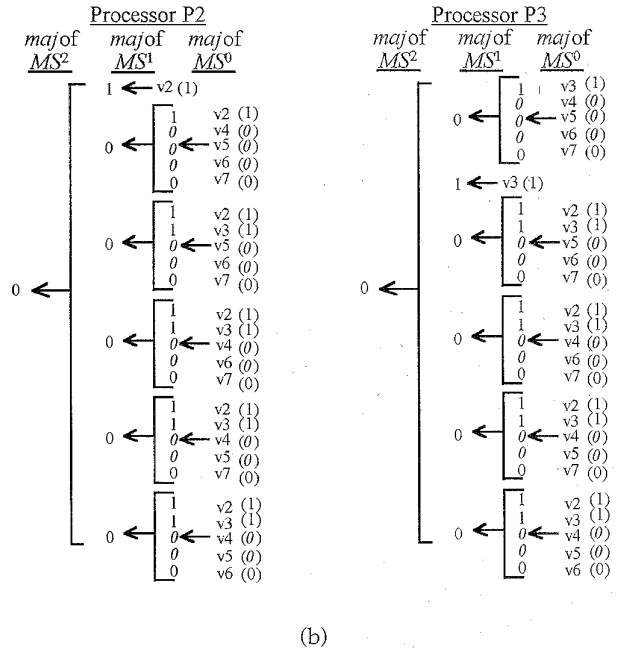 Processor P2
maj of MS² maj of MS¹ maj of MS⁰
1 v2 (1)
1 v2 (1)
0 v4 (0)
0 0 v5 (0)
0 v6 (0)
0 v7 (0)
1 v2 (1)
1 v3 (1)
0 0 v5 (0)
0 v6 (0)
0 v7 (0)
0
1 v2 (1)
1 v3 (1)
0 0 v4 (0)
0 v6 (0)
0 v7 (0)
1 v2 (1)
1 v3 (1)
0 0 v4 (0)
0 v5 (0)
0 v7 (0)
1 v2 (1)
1 v3 (1)
0 0 v4 (0)
0 v5 (0)
0 v6 (0)
Processor P3
maj of MS² maj of MS¹ maj of MS⁰
1 v3 (1)
0 v4 (0)
0 0 v5 (0)
0 v6 (0)
0 v7 (0)
1 v3 (1)
1 v2 (1)
1 v3 (1)
0 0 v5 (0)
0 v6 (0)
0 v7 (0)
0
1 v2 (1)
1 v3 (1)
0 0 v4 (0)
0 v6 (0)
0 v7 (0)
1 v2 (1)
1 v3 (1)
0 0 v4 (0)
0 v5 (0)
0 v7 (0)
1 v2 (1)
1 v3 (1)
0 0 v4 (0)
0 v5 (0)
0 v6 (0)
(b)